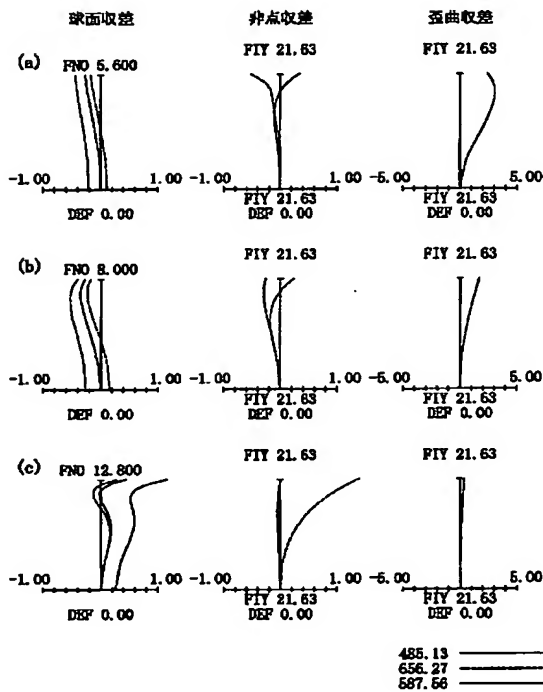 球面収差 非点収差 歪曲収差
FIY 21.63 FIY 21.63
(a) FNO 5.600
-1.00 1.00 -1.00 1.00 -5.00 5.00
FIY 21.63 FIY 21.63
DEF 0.00 DEF 0.00 DEF 0.00
FIY 21.63 FIY 21.63
(b) FNO 8.000
-1.00 1.00 -1.00 1.00 -5.00 5.00
FIY 21.63 FIY 21.63
DEF 0.00 DEF 0.00 DEF 0.00
FIY 21.63 FIY 21.63
(c) FNO 12.800
-1.00 1.00 -1.00 1.00 -5.00 5.00
FIY 21.63 FIY 21.63
DEF 0.00 DEF 0.00 DEF 0.00
485.13
656.27
587.56